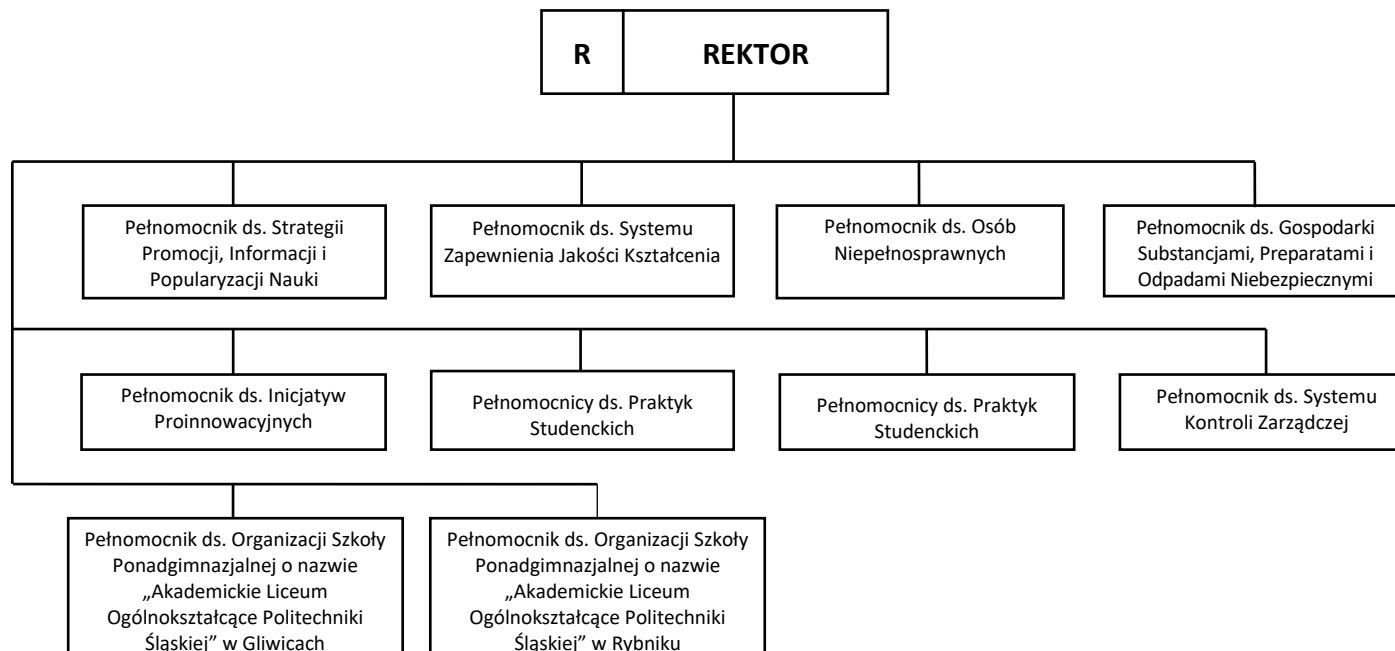 R REKTOR
Pełnomocnik ds. Strategii
Promocji, Informacji i
Popularyzacji Nauki
Pełnomocnik ds. Systemu
Zapewnienia Jakości Kształcenia
Pełnomocnik ds. Osób
Niepełnosprawnych
Pełnomocnik ds. Gospodarki
Substancjami, Preparatami i
Odpadami Niebezpiecznymi
Pełnomocnik ds. Inicjatyw
Proinnowacyjnych
Pełnomocnicy ds. Praktyk
Studenckich
Pełnomocnicy ds. Praktyk
Studenckich
Pełnomocnik ds. Systemu
Kontroli Zarządczej
Pełnomocnik ds. Organizacji Szkoły
Ponadgimnazjalnej o nazwie
„Akademickie Liceum
Ogólnokształcące Politechniki
Śląskiej” w Gliwicach
Pełnomocnik ds. Organizacji Szkoły
Ponadgimnazjalnej o nazwie
„Akademickie Liceum
Ogólnokształcące Politechniki
Śląskiej” w Rybniku